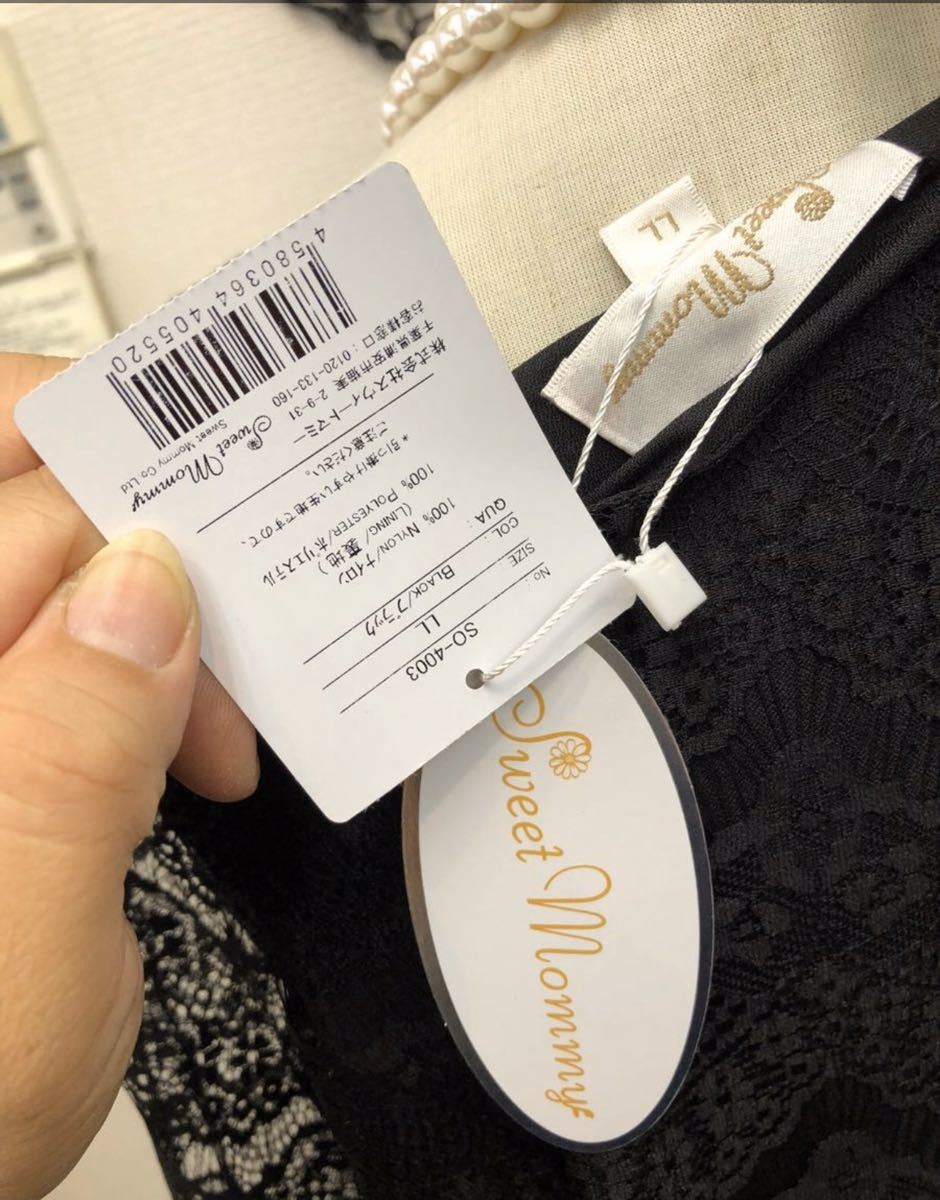 No: SO-4003
SIZE: LL
COL: BLACK/ブラック
QUA: 100% NYLON/ナイロン
100% (LINING/裏地)
100% POLYESTER/ポリエステル
*引っ掛けやすい生地ですので、
ご注意ください。
Sweet Mommy
Sweet Mommy Co.Ltd
株式会社スウィートマミー
千葉県浦安市猫実 2-9-31
お客様窓口:0120-133-160
4580364405520
Sweet Mommy
Sweet Mommy
LL